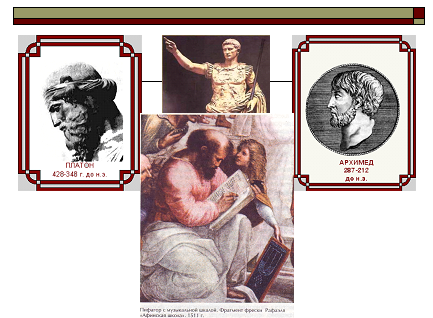 ПЛАТОН
428-348 г. до н.э.
АРХИМЕД
287-212
до н.э.
Пифагор с музыкальной шкалой. Фрагмент фрески Рафаэля
«Афинская школа». 1511 г.